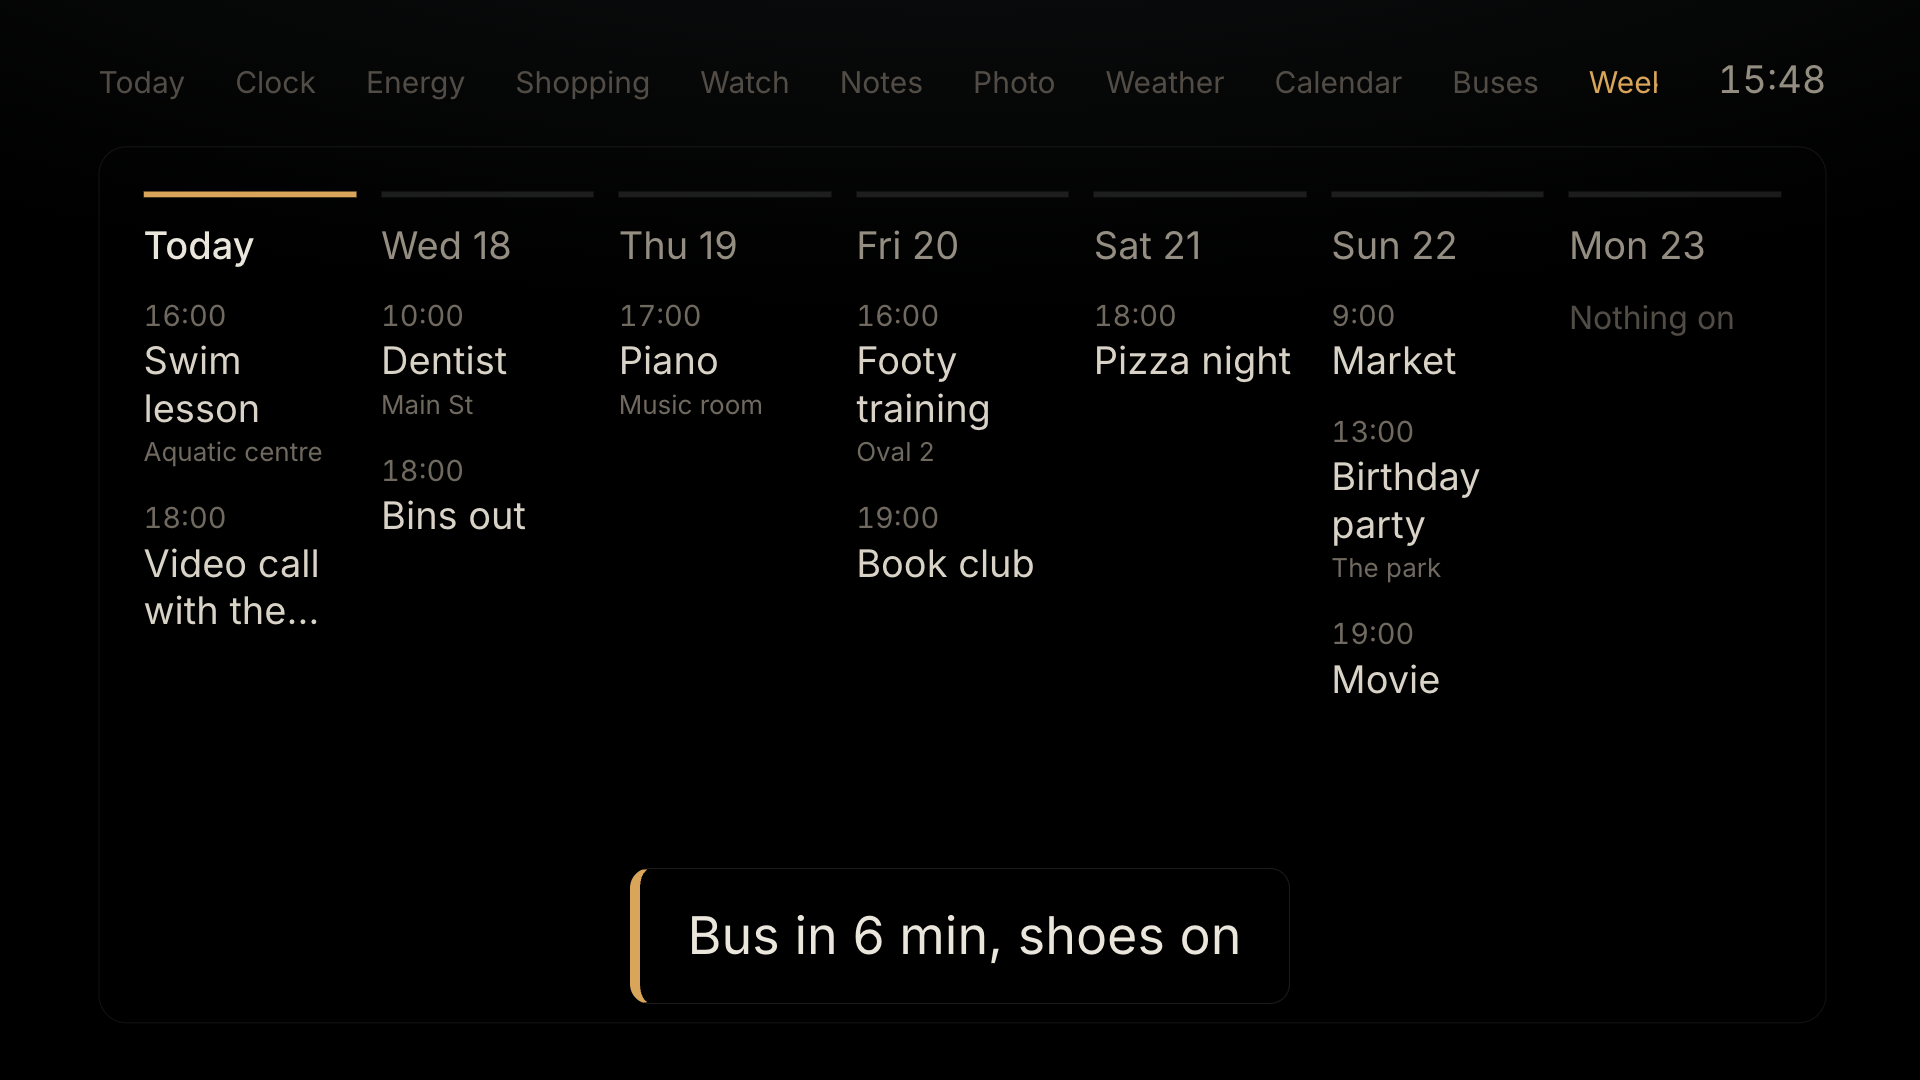 Today Clock Energy Shopping Watch Notes Photo Weather Calendar Buses Week 15:48
Today
16:00
Swim
lesson
Aquatic centre
18:00
Video call
with the...
Wed 18
10:00
Dentist
Main St
18:00
Bins out
Thu 19
17:00
Piano
Music room
Fri 20
16:00
Footy
training
Oval 2
19:00
Book club
Sat 21
18:00
Pizza night
Sun 22
9:00
Market
13:00
Birthday
party
The park
19:00
Movie
Mon 23
Nothing on
Bus in 6 min, shoes on